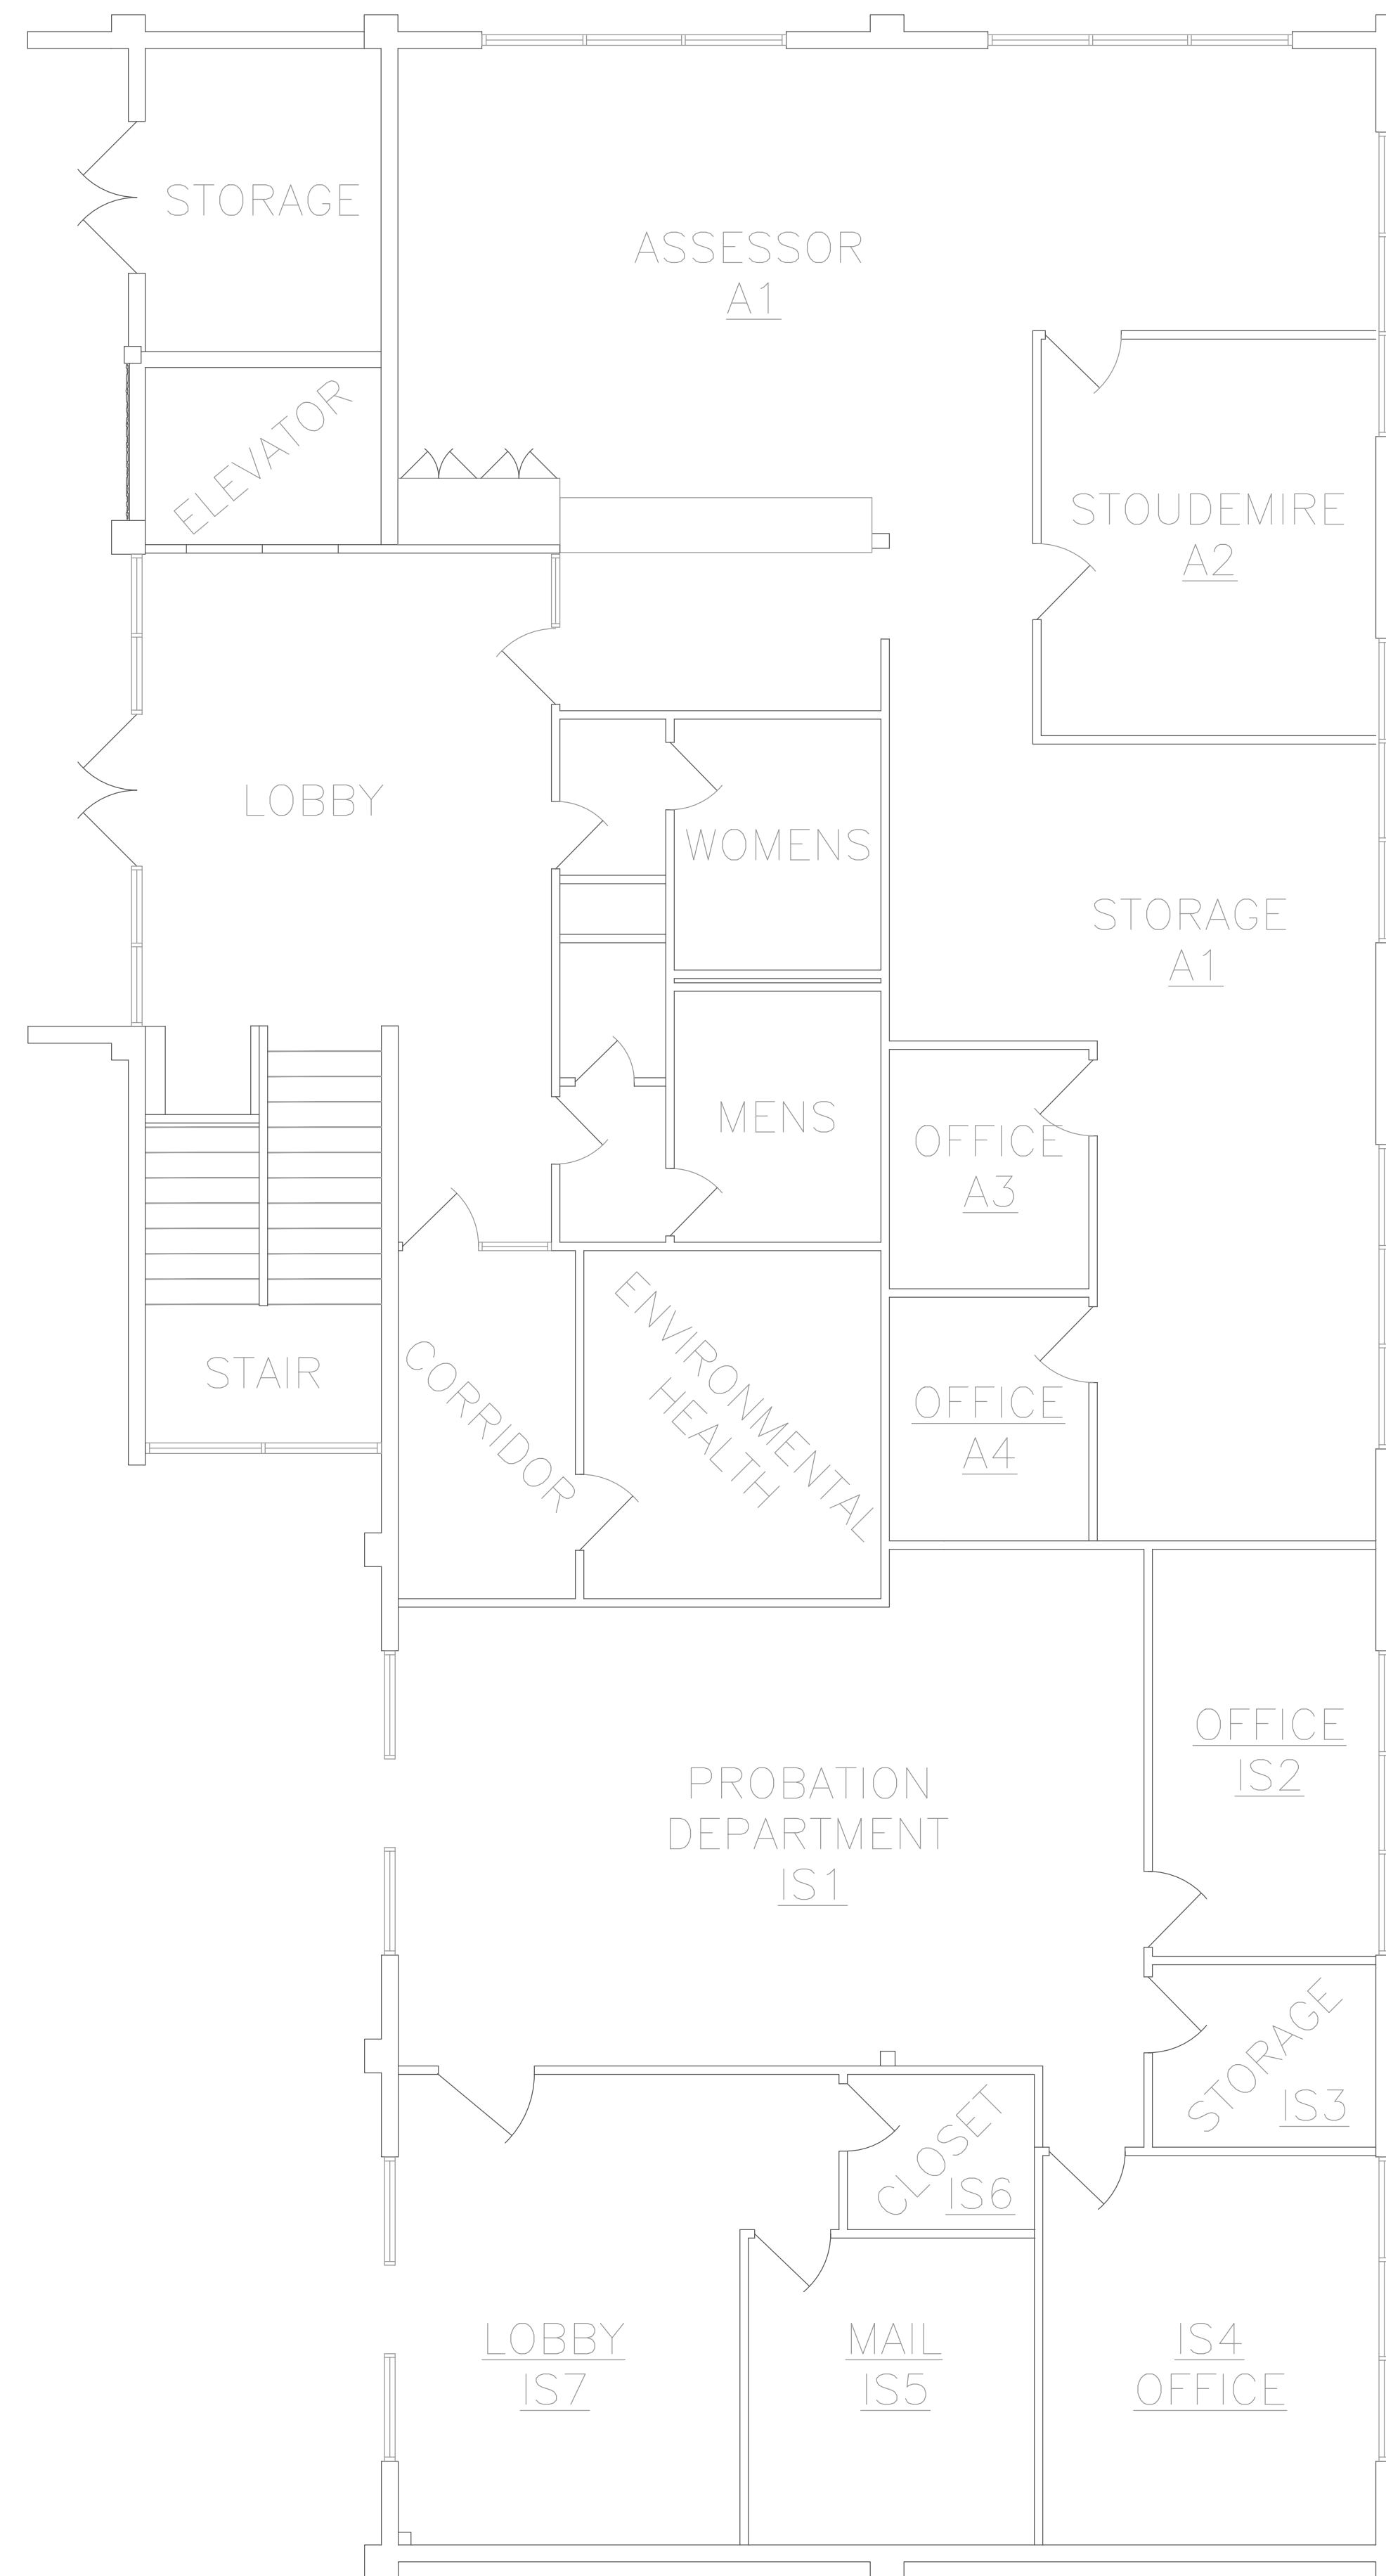 STORAGE
ASSESSOR
A1
ELEVATOR
STOUDEMIRE
A2
LOBBY
WOMENS
STORAGE
A1
MENS
OFFICE
A3
STAIR
CORRIDOR
ENVIRONMENTAL
HEALTH
OFFICE
A4
PROBATION
DEPARTMENT
IS1
OFFICE
IS2
STORAGE
IS3
CLOSET
IS6
LOBBY
IS7
MAIL
IS5
IS4
OFFICE